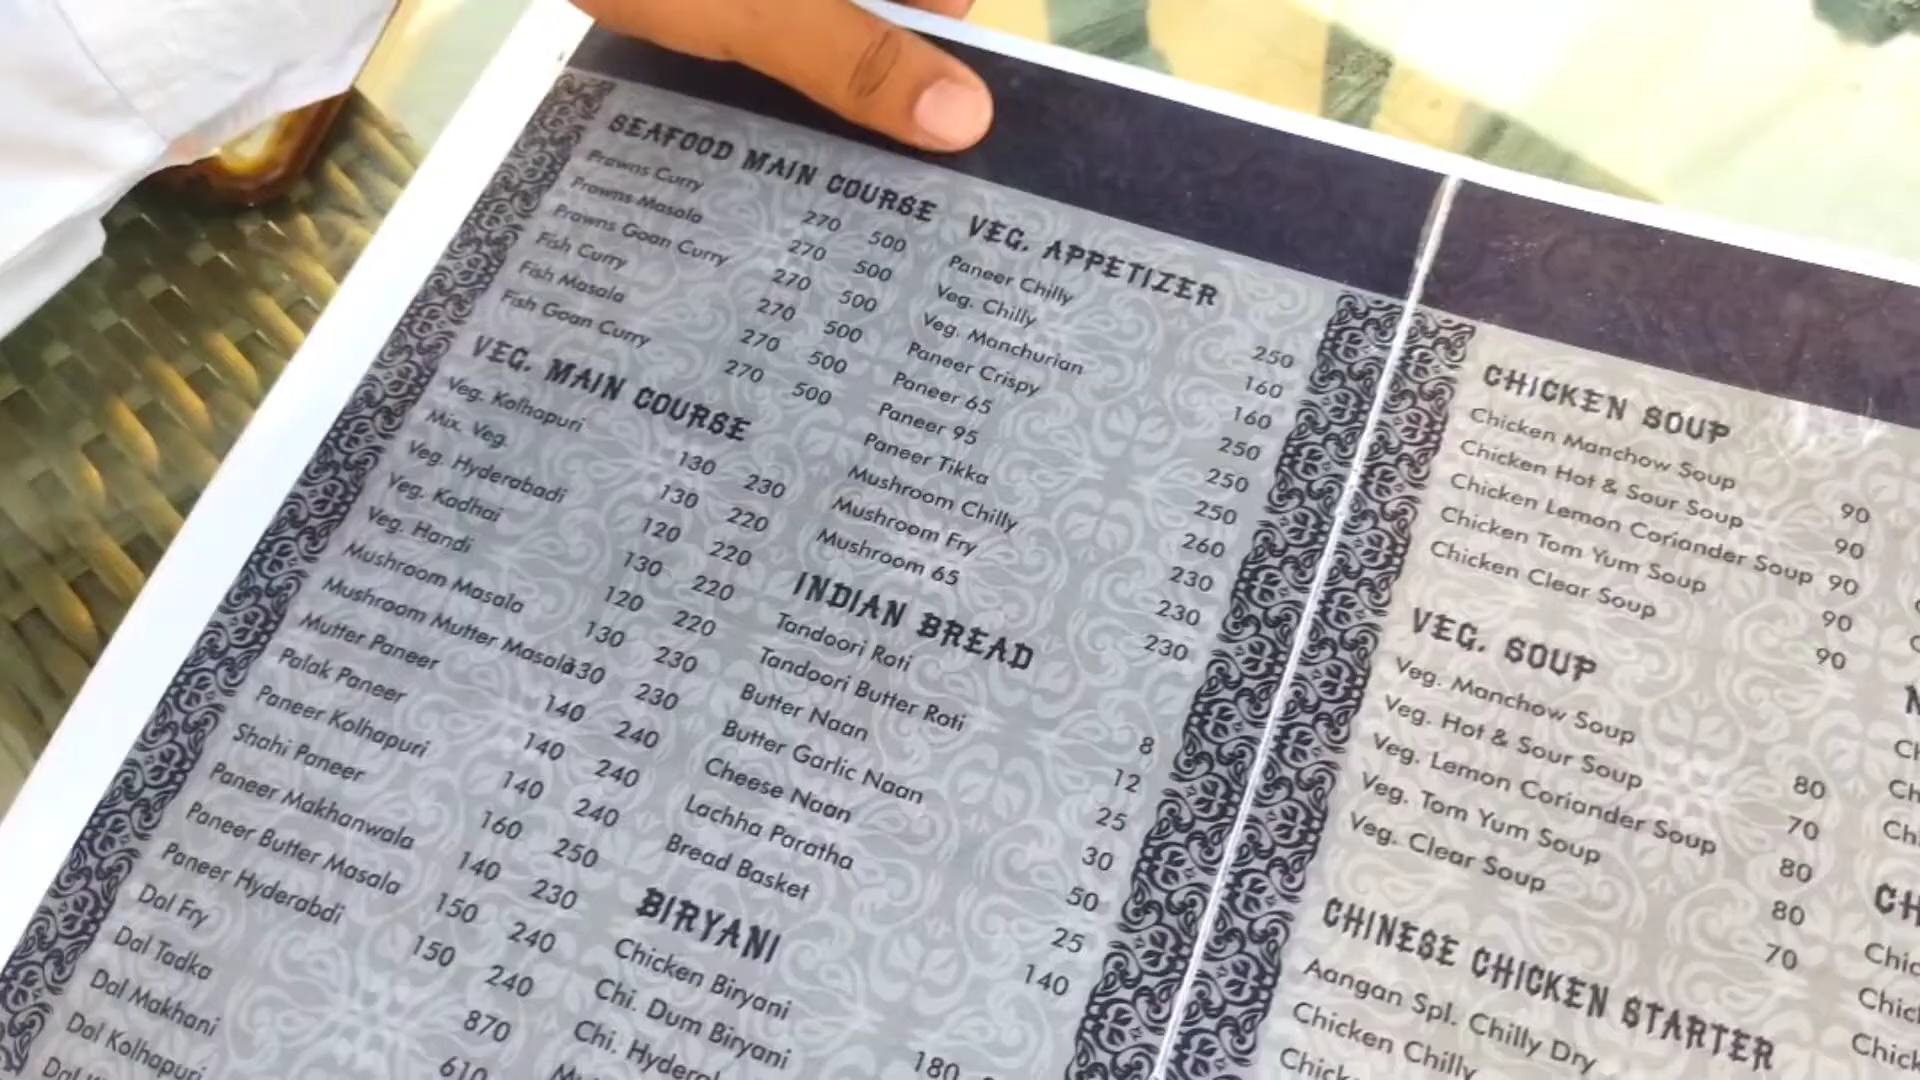 SEAFOOD MAIN COURSE
Prawns Curry 270 500
Prawns Masala 270 500
Prawns Goan Curry 270 500
Fish Curry 270 500
Fish Masala 270 500
Fish Goan Curry 270 500
VEG. MAIN COURSE
Veg. Kolhapuri 130 230
Mix. Veg. 130 220
Veg. Hyderabadi 120 220
Veg. Kadhai 130 220
Veg. Handi 120 220
Mushroom Masala 130 230
Mushroom Mutter Masala 130 230
Mutter Paneer 140 240
Palak Paneer 140 240
Paneer Kolhapuri 140 240
Shahi Paneer 160 250
Paneer Makhanwala 140 230
Paneer Butter Masala 150 240
Paneer Hyderabdi 150 240
Dal Fry 870
Dal Tadka 610
Dal Makhani
Dal Kolhapuri
Dal
VEG. APPETIZER
Paneer Chilly 250
Veg. Chilly 160
Veg. Manchurian 160
Paneer Crispy 250
Paneer 65 250
Paneer 95 250
Paneer Tikka 260
Mushroom Chilly 230
Mushroom Fry 230
Mushroom 65 230
INDIAN BREAD
Tandoori Roti 8
Tandoori Butter Roti 12
Butter Naan 25
Butter Garlic Naan 30
Cheese Naan 50
Lachha Paratha 25
Bread Basket 140
BIRYANI
Chicken Biryani 180
Chi. Dum Biryani
Chi.
CHICKEN SOUP
Chicken Manchow Soup 90
Chicken Hot & Sour Soup 90
Chicken Lemon Coriander Soup 90
Chicken Tom Yum Soup 90
Chicken Clear Soup 90
VEG. SOUP
Veg. Manchow Soup 80
Veg. Hot & Sour Soup 70
Veg. Lemon Coriander Soup 80
Veg. Tom Yum Soup 80
Veg. Clear Soup 70
CHINESE CHICKEN STARTER
Aangan Spl. Chilly Dry
Chicken Chilly